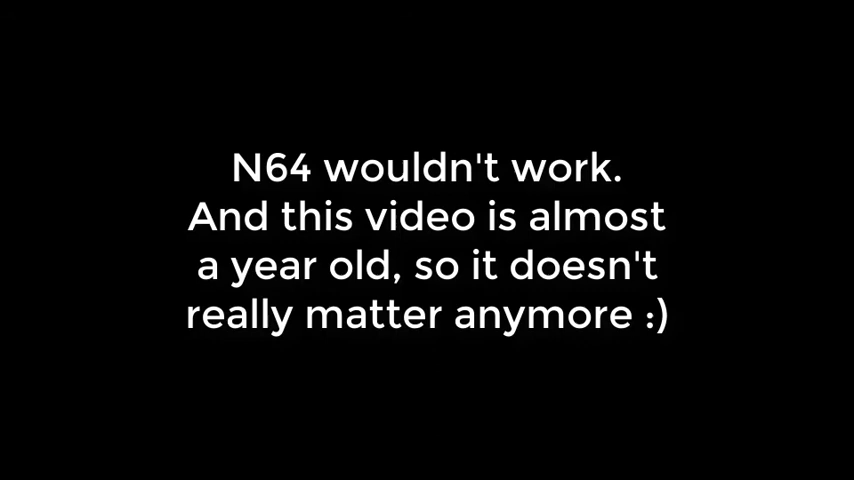 N64 wouldn't work.
And this video is almost
a year old, so it doesn't
really matter anymore :)